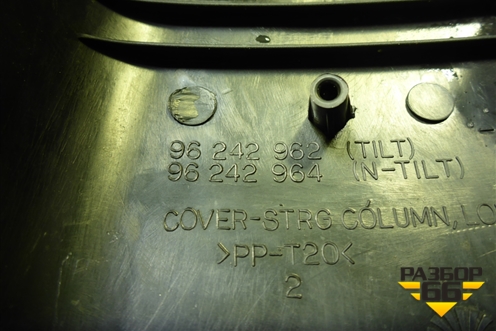 96 242 962 (TILT)
96 242 964 (N-TILT)
COVER-STRG COLUMN, LO
>PP-T20<
2
РАЗБОР
66